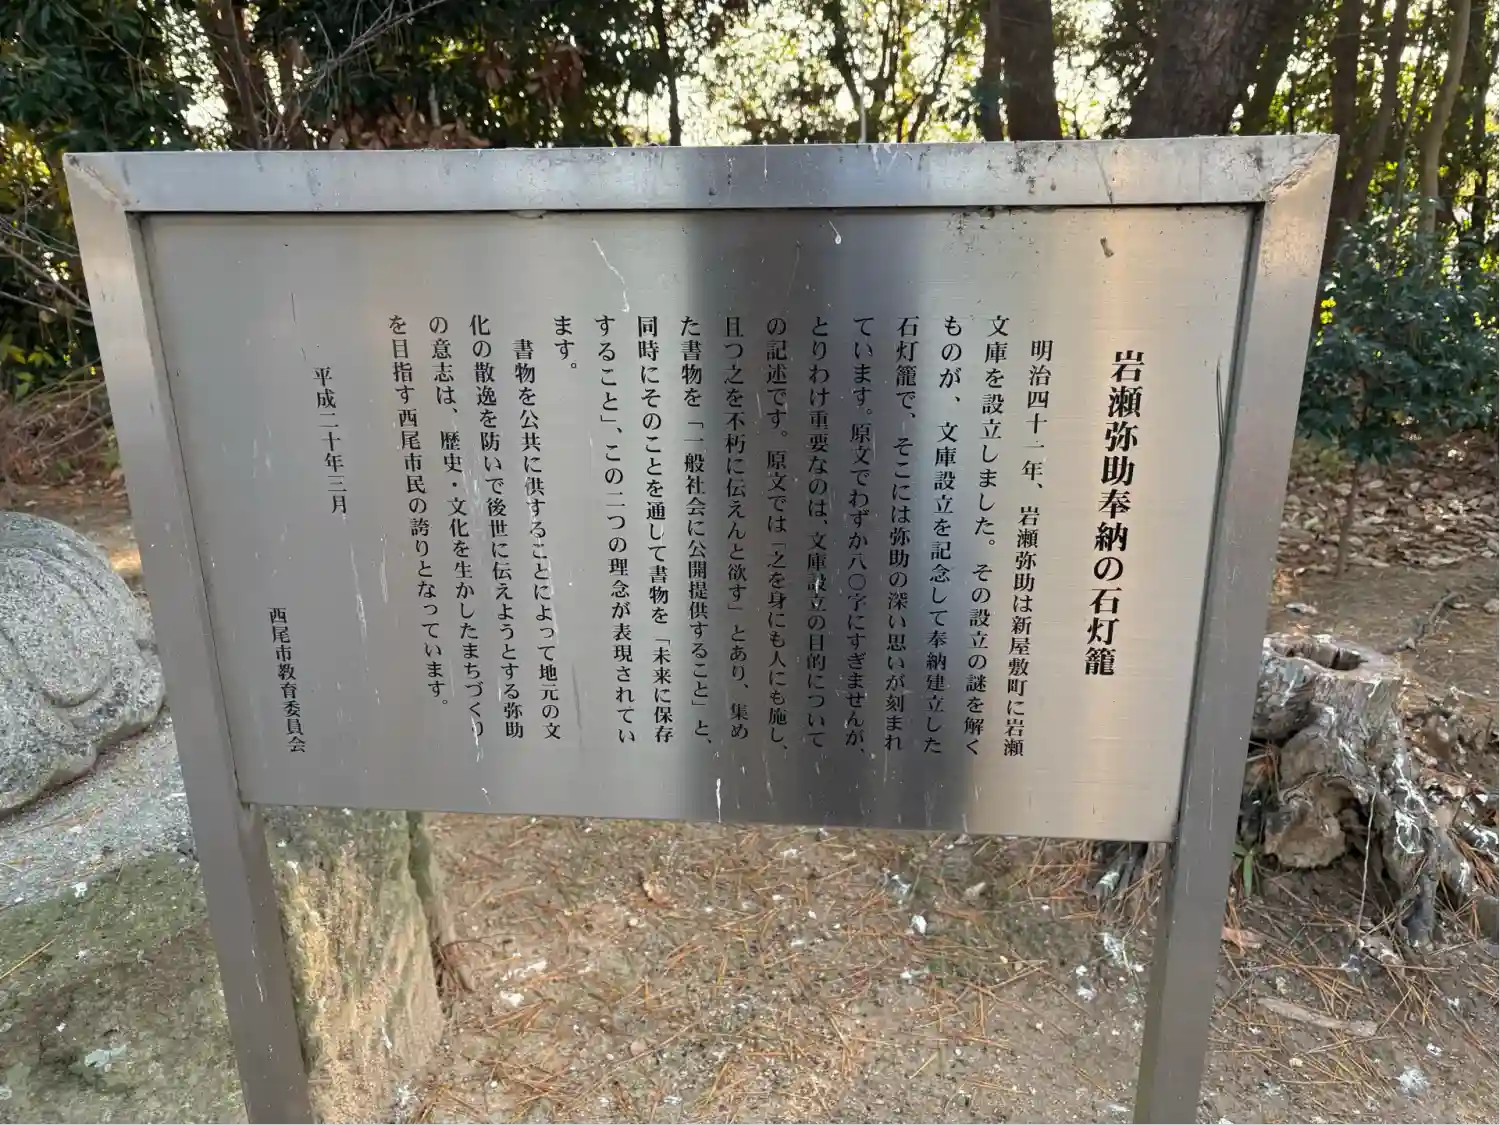 岩瀬弥助奉納の石灯籠
明治四十一年、岩瀬弥助は新屋敷町に岩瀬
文庫を設立しました。その設立の謎を解く
ものが、文庫設立を記念して奉納建立した
石灯籠で、そこには弥助の深い思いが刻まれ
ています。原文でわずか八〇字にすぎませんが、
とりわけ重要なのは、文庫設立の目的について
の記述です。原文では「之を身にも人にも施し、
且つ之を不朽に伝えんと欲す」とあり、集め
た書物を「一般社会に公開提供すること」と、
同時にそのことを通して書物を「未来に保存
すること」、この二つの理念が表現されてい
ます。
書物を公共に供することによって地元の文
化の散逸を防いで後世に伝えようとする弥助
の意志は、歴史・文化を生かしたまちづくり
を目指す西尾市民の誇りとなっています。
平成二十年三月
西尾市教育委員会